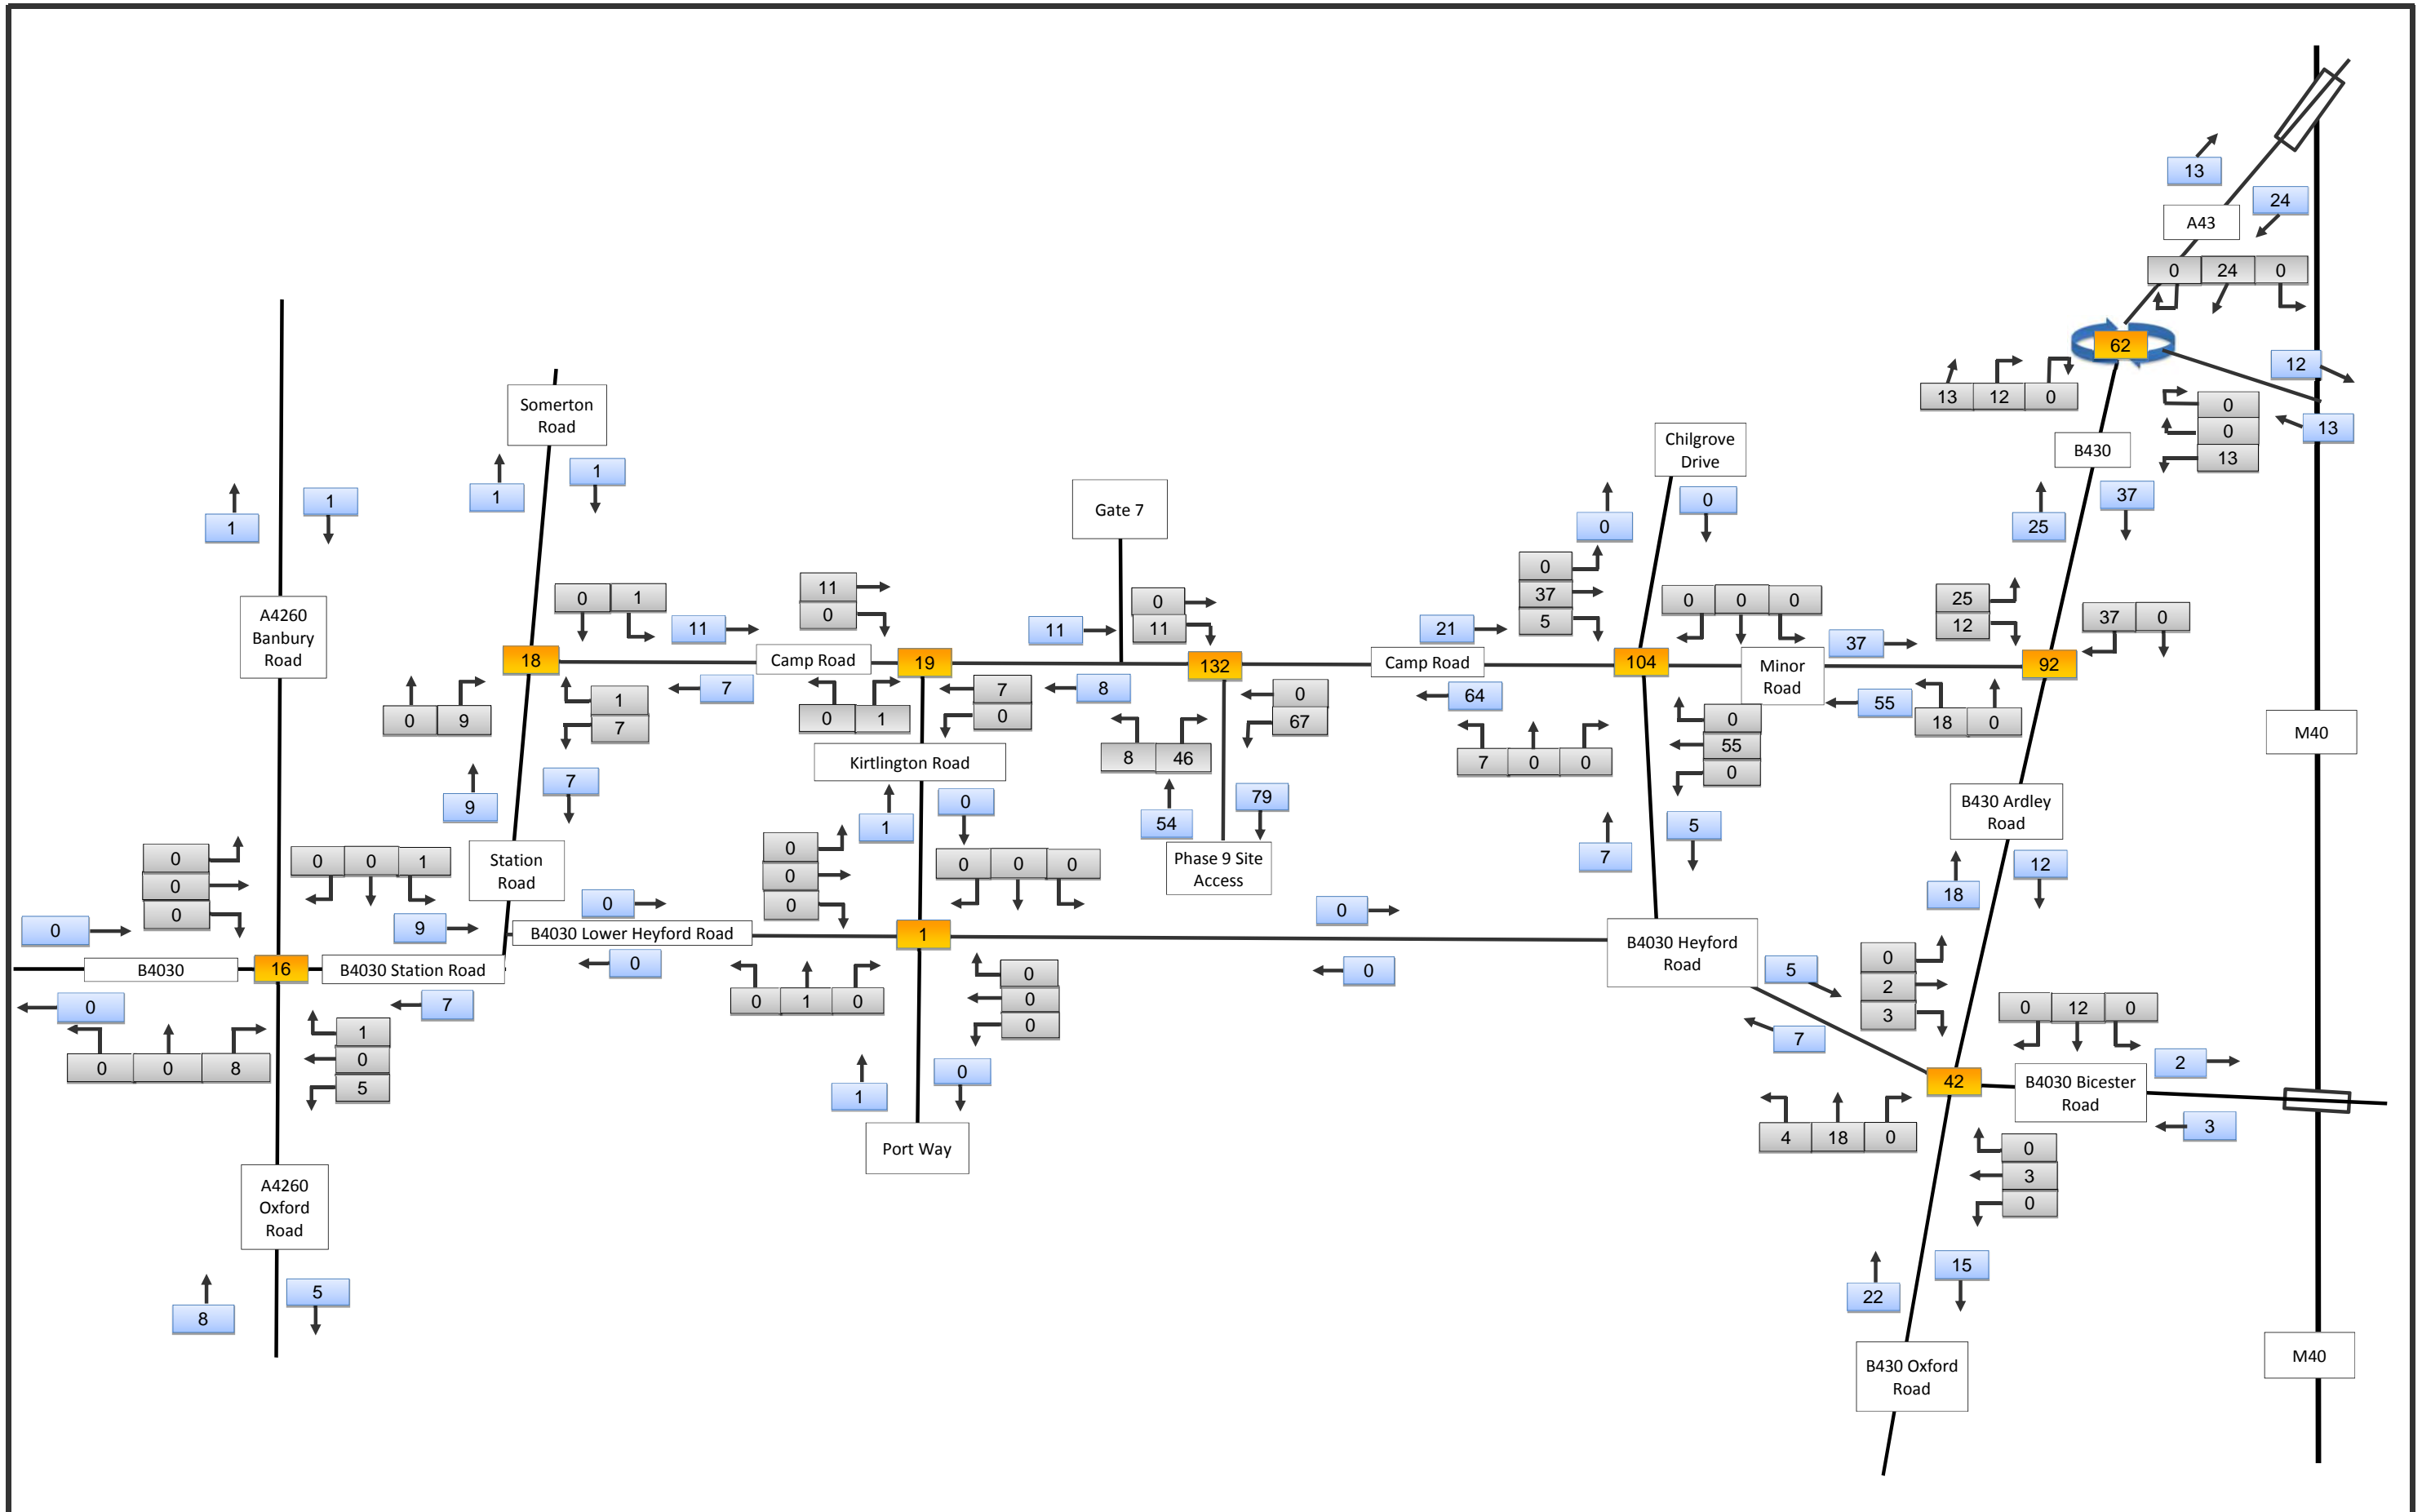 13
24
A43
0 24 0
62
12
13 12 0
0
0
13
13
B430
37
25
Somerton
Road
1
1
1
1
Chilgrove
Drive
0
0
Gate 7
A4260
Banbury
Road
0 1
11
11
0
11
0
11
21
0
37
5
0 0 0
37
25
12
37 0
18
Camp Road
19
132
Camp Road
104
Minor
Road
92
0 9
1
7
7
0 1
7
0
8
0
67
64
55
18 0
8 46
7 0 0
0
55
0
M40
Kirtlington Road
9
7
1
0
54
79
7
5
B430 Ardley
Road
0
0
0
0 0 1
Station
Road
0
0
0
0 0 0
Phase 9 Site
Access
18
12
0
9
0
B4030 Lower Heyford Road
1
0
B4030 Heyford
Road
B4030
16
B4030 Station Road
0
0
5
0
2
3
0
7
0 1 0
0
0
0
7
0 12 0
0 0 8
1
0
5
1
0
42
B4030 Bicester
Road
2
3
Port Way
4 18 0
0
3
0
A4260
Oxford
Road
8
5
22
15
B430 Oxford
Road
M40